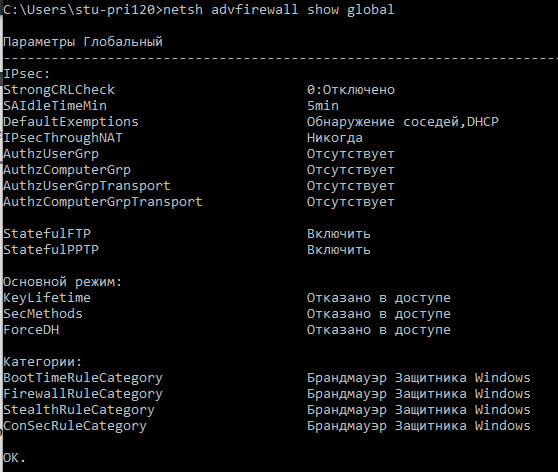 C:\Users\stu-pri120>netsh advfirewall show global
Параметры Глобальный
----------------------------------------------------------------------
IPsec:
StrongCRLCheck 0:Отключено
SAIdleTimeMin 5min
DefaultExemptions Обнаружение соседей,DHCP
IPsecThroughNAT Никогда
AuthzUserGrp Отсутствует
AuthzComputerGrp Отсутствует
AuthzUserGrpTransport Отсутствует
AuthzComputerGrpTransport Отсутствует
StatefulFTP Включить
StatefulPPTP Включить
Основной режим:
KeyLifetime Отказано в доступе
SecMethods Отказано в доступе
ForceDH Отказано в доступе
Категории:
BootTimeRuleCategory Брандмауэр Защитника Windows
FirewallRuleCategory Брандмауэр Защитника Windows
StealthRuleCategory Брандмауэр Защитника Windows
ConSecRuleCategory Брандмауэр Защитника Windows
ОК.